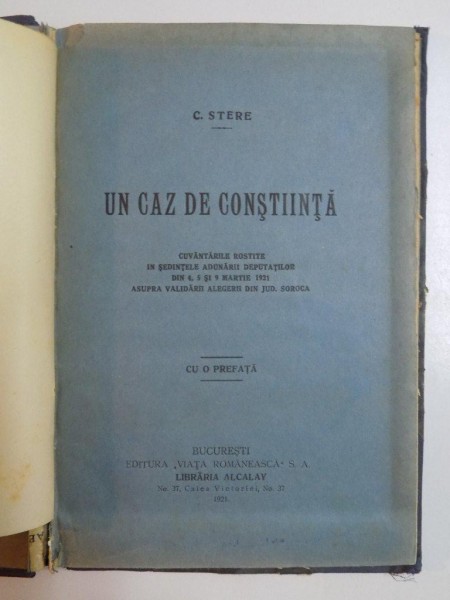 C. STERE
UN CAZ DE CONŞTIINŢĂ
CUVÂNTĂRILE ROSTITE
IN ŞEDINŢELE ADUNĂRII DEPUTAŢILOR
DIN 4, 5 ŞI 9 MARTIE 1921
ASUPRA VALIDĂRII ALEGERII DIN JUD. SOROCA
CU O PREFAŢĂ
BUCUREŞTI
EDITURA „VIAŢA ROMÂNEASCĂ" S. A.
LIBRĂRIA ALCALAY
No. 37, Calea Victoriei, No. 37
1921.